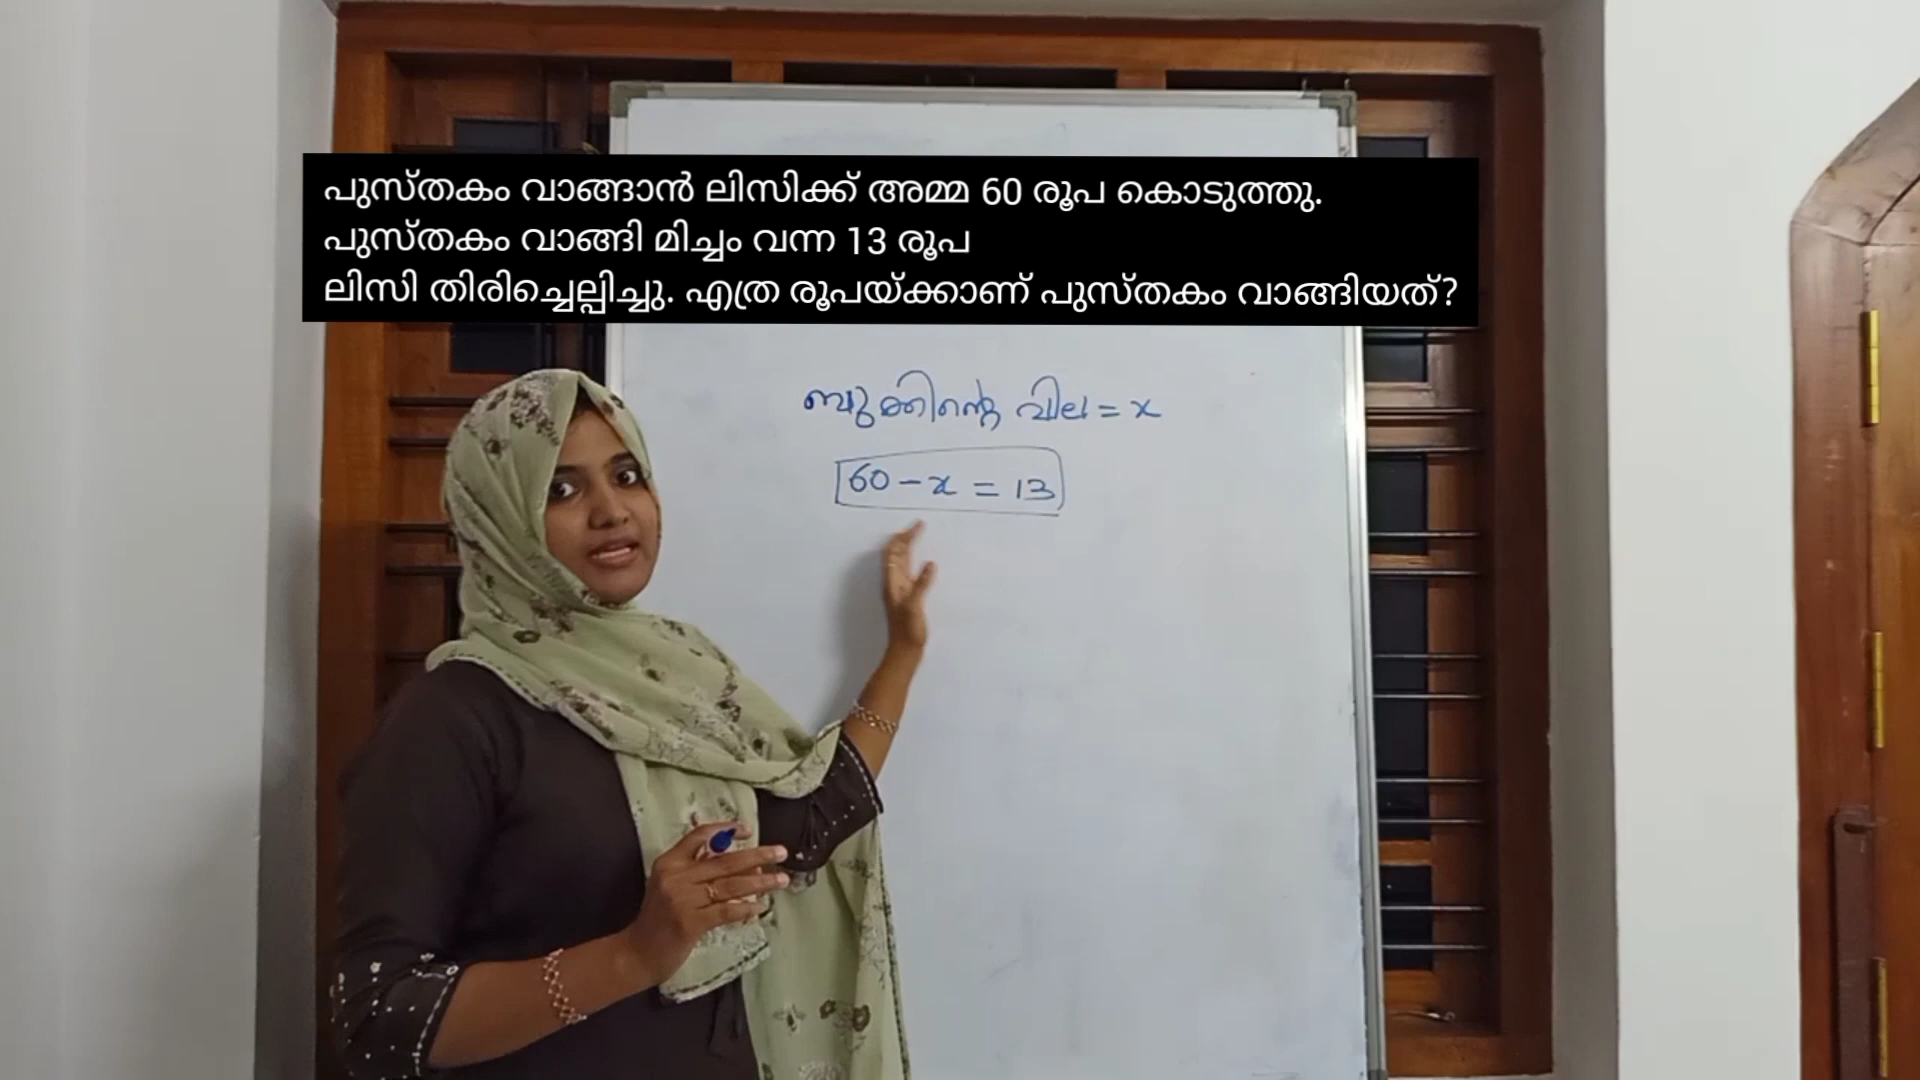 പുസ്തകം വാങ്ങാൻ ലിസിക്ക് അമ്മ 60 രൂപ കൊടുത്തു.
പുസ്തകം വാങ്ങി മിച്ചം വന്ന 13 രൂപ
ലിസി തിരിച്ചെല്പിച്ചു. എത്ര രൂപയ്ക്കാണ് പുസ്തകം വാങ്ങിയത്?
ബുക്കിന്റെ വില = x
60 - x = 13